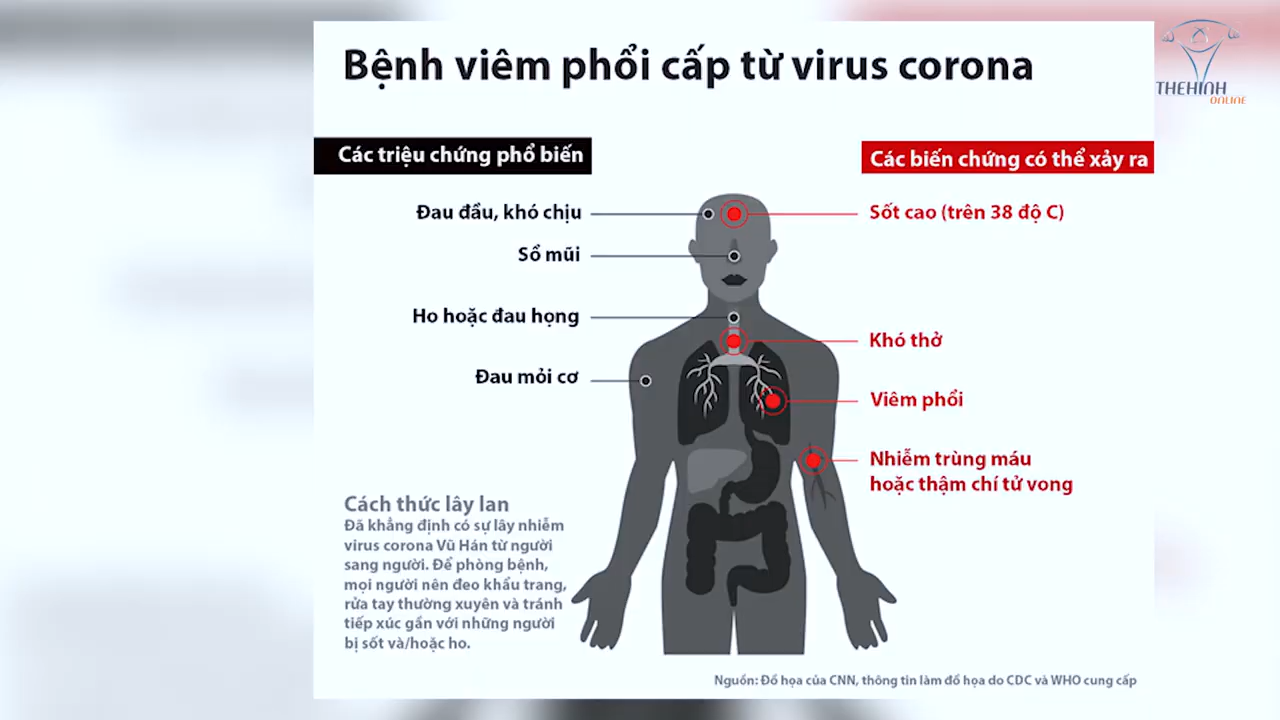 Bệnh viêm phổi cấp từ virus corona
THEHINH
ONLINE
Các triệu chứng phổ biến
Các biến chứng có thể xảy ra
Đau đầu, khó chịu
Sổ mũi
Ho hoặc đau họng
Đau mỏi cơ
Sốt cao (trên 38 độ C)
Khó thở
Viêm phổi
Nhiễm trùng máu
hoặc thậm chí tử vong
Cách thức lây lan
Đã khẳng định có sự lây nhiễm
virus corona Vũ Hán từ người
sang người. Để phòng bệnh,
mọi người nên đeo khẩu trang,
rửa tay thường xuyên và tránh
tiếp xúc gần với những người
bị sốt và/hoặc ho.
Nguồn: Đồ họa của CNN, thông tin làm đồ họa do CDC và WHO cung cấp